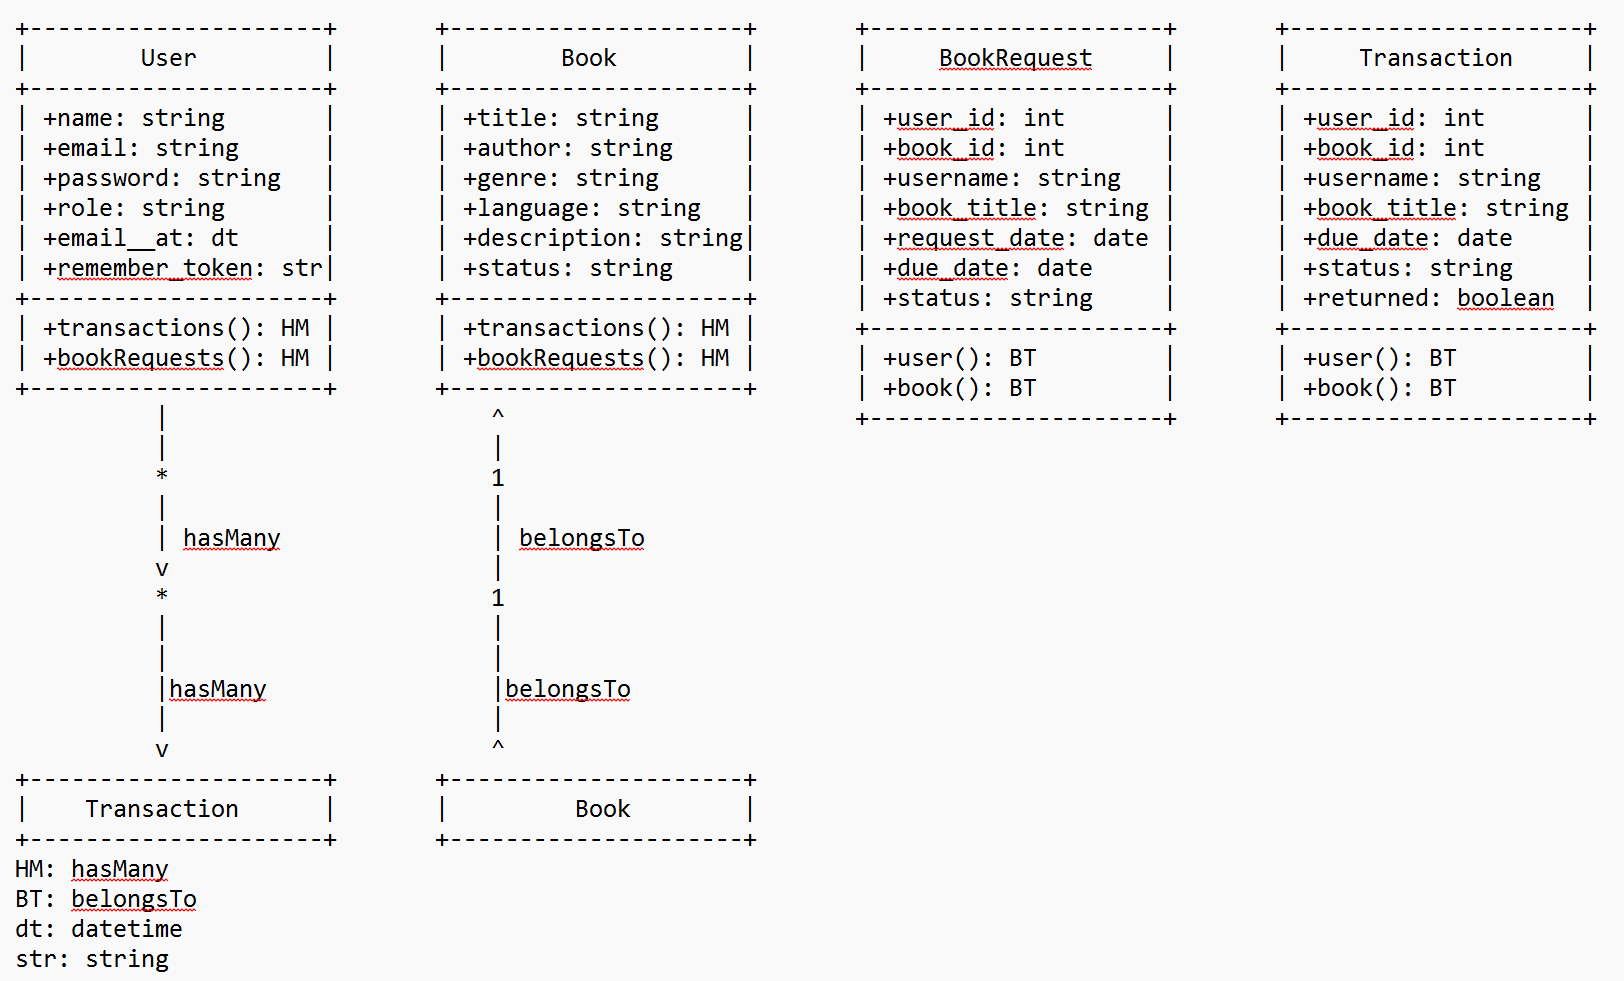 +---------------------+       +---------------------+       +---------------------+       +---------------------+
|        User         |       |        Book         |       |     BookRequest     |       |     Transaction     |
+---------------------+       +---------------------+       +---------------------+       +---------------------+
| +name: string       |       | +title: string      |       | +user_id: int       |       | +user_id: int       |
| +email: string      |       | +author: string     |       | +book_id: int       |       | +book_id: int       |
| +password: string   |       | +genre: string      |       | +username: string   |       | +username: string   |
| +role: string       |       | +language: string   |       | +book_title: string |       | +book_title: string |
| +email__at: dt      |       | +description: string|       | +request_date: date |       | +due_date: date     |
| +remember_token: str|       | +status: string     |       | +due_date: date     |       | +status: string     |
+---------------------+       +---------------------+       | +status: string     |       | +returned: boolean  |
| +transactions(): HM |       | +transactions(): HM |       +---------------------+       +---------------------+
| +bookRequests(): HM |       | +bookRequests(): HM |       | +user(): BT         |       | +user(): BT         |
+---------------------+       +---------------------+       | +book(): BT         |       | +book(): BT         |
          |                       ^                         +---------------------+       +---------------------+
          |                       |
          *                       1
          |                       |
          | hasMany               | belongsTo
          v                       |
          *                       1
          |                       |
          |                       |
          |hasMany                |belongsTo
          |                       |
          v                       ^
+---------------------+       +---------------------+
|    Transaction      |       |         Book        |
+---------------------+       +---------------------+
HM: hasMany
BT: belongsTo
dt: datetime
str: string